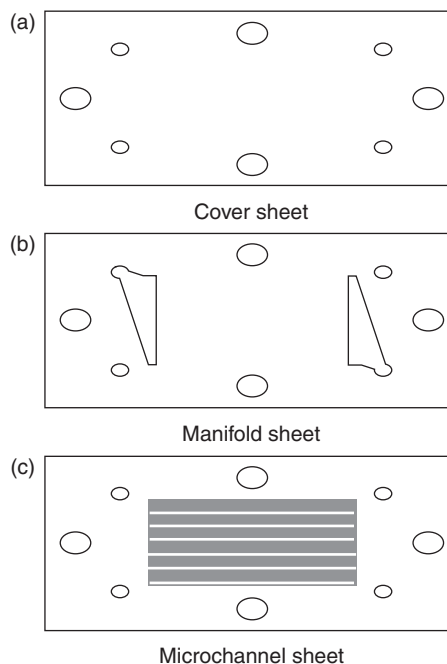 (a)
Cover sheet
(b)
Manifold sheet
(c)
Microchannel sheet